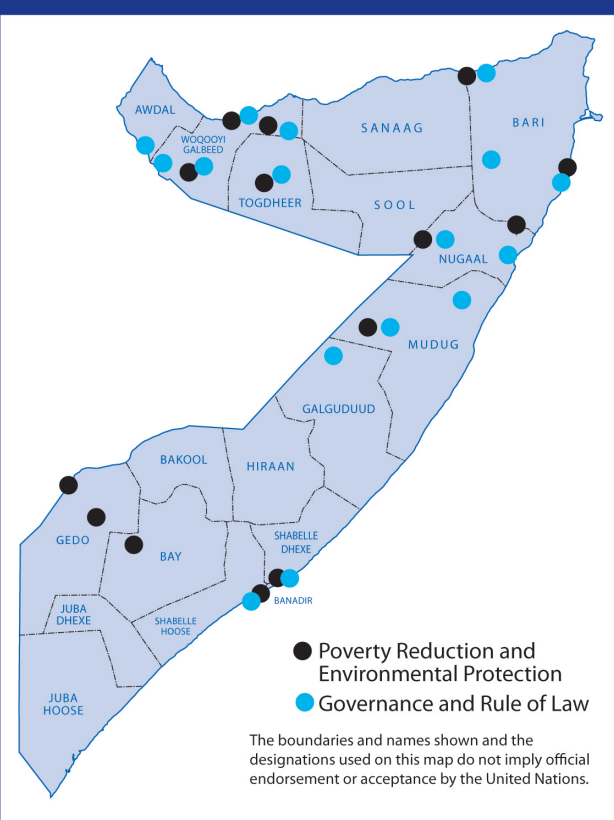 AWDAL
WOQOOYI
GALBEED
SANAAG
BARI
TOGDHEER
SOOL
NUGAAL
MUDUG
GALGUDUUD
BAKOOL
HIRAAN
GEDO
BAY
SHABELLE
DHEXE
BANADIR
JUBA
DHEXE
SHABELLE
HOOSE
JUBA
HOOSE
Poverty Reduction and
Environmental Protection
Governance and Rule of Law
The boundaries and names shown and the
designations used on this map do not imply official
endorsement or acceptance by the United Nations.